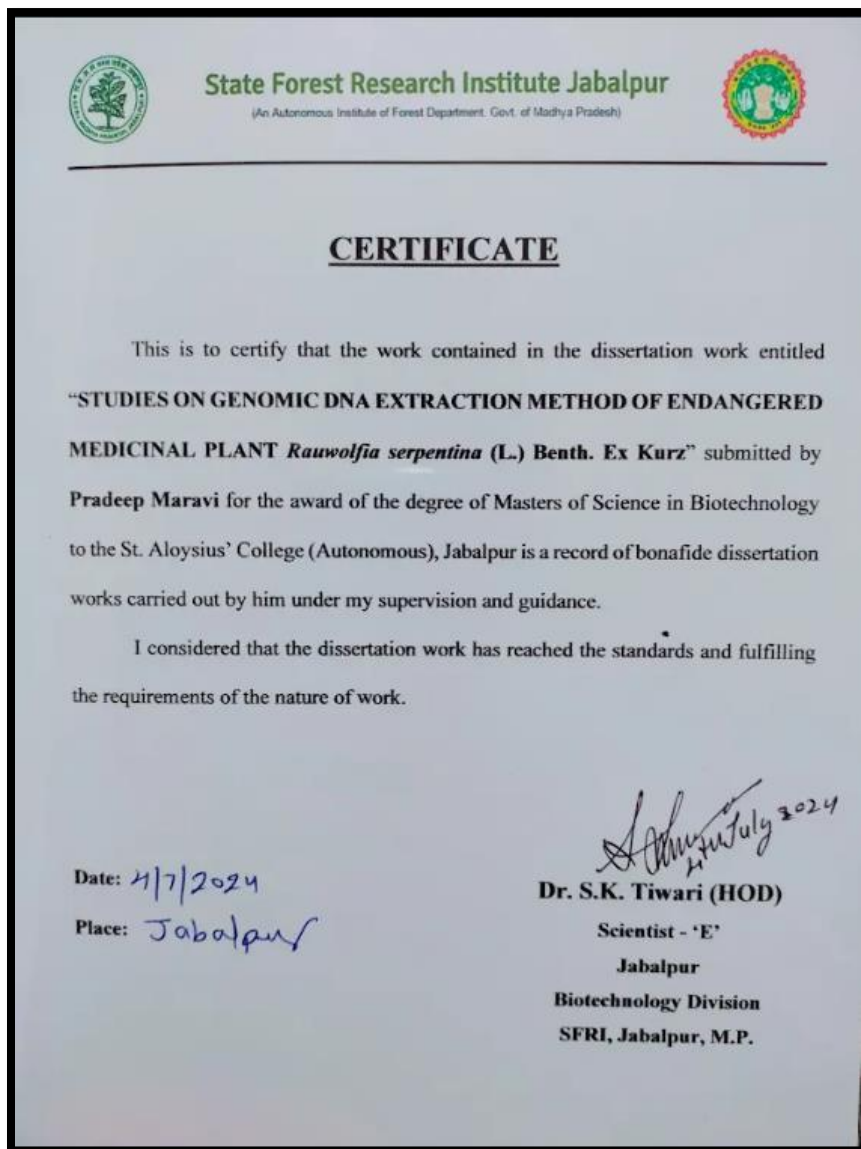 State Forest Research Institute Jabalpur
(An Autonomous Institute of Forest Department. Govt. of Madhya Pradesh)
CERTIFICATE
This is to certify that the work contained in the dissertation work entitled
“STUDIES ON GENOMIC DNA EXTRACTION METHOD OF ENDANGERED
MEDICINAL PLANT Rauwolfia serpentina (L.) Benth. Ex Kurz” submitted by
Pradeep Maravi for the award of the degree of Masters of Science in Biotechnology
to the St. Aloysius’ College (Autonomous), Jabalpur is a record of bonafide dissertation
works carried out by him under my supervision and guidance.
I considered that the dissertation work has reached the standards and fulfilling
the requirements of the nature of work.
4th July 2024
Date: 4/7/2024
Place: Jabalpur
Dr. S.K. Tiwari (HOD)
Scientist - ‘E’
Jabalpur
Biotechnology Division
SFRI, Jabalpur, M.P.